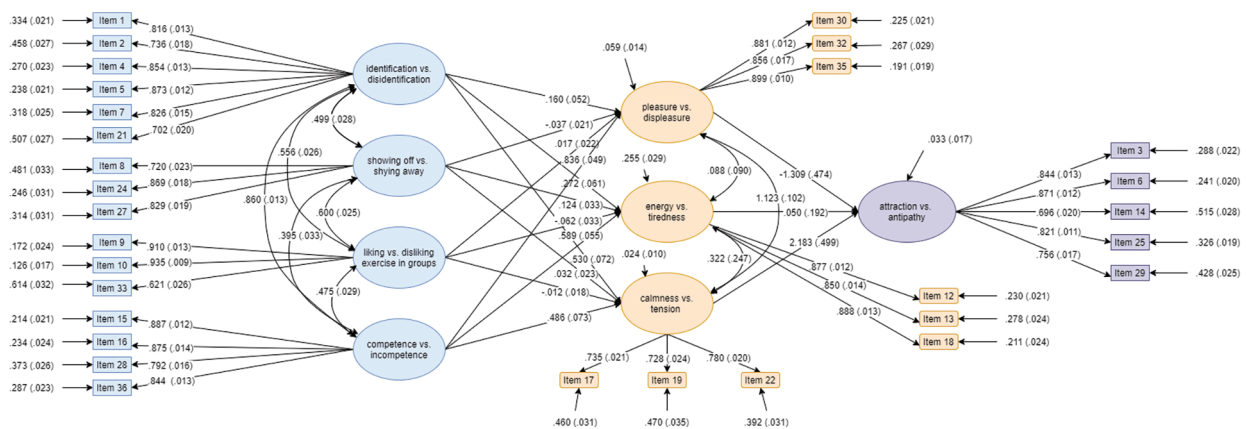 .334 (.021) Item 1 .816 (.013)
.458 (.027) Item 2 .736 (.018)
.270 (.023) Item 4 .854 (.013)
.238 (.021) Item 5 .873 (.012)
.318 (.025) Item 7 .826 (.015)
.507 (.027) Item 21 .702 (.020)
.481 (.033) Item 8 .720 (.023)
.246 (.031) Item 24 .869 (.018)
.314 (.031) Item 27 .829 (.019)
.172 (.024) Item 9 .910 (.013)
.126 (.017) Item 10 .935 (.009)
.614 (.032) Item 33 .621 (.026)
.214 (.021) Item 15 .887 (.012)
.234 (.024) Item 16 .875 (.014)
.373 (.026) Item 28 .792 (.016)
.287 (.023) Item 36 .844 (.013)
identification vs.
disidentification
showing off vs.
shying away
liking vs. disliking
exercise in groups
competence vs.
incompetence
.499 (.028)
.556 (.026)
.860 (.013)
.600 (.025)
.395 (.033)
.475 (.029)
.160 (.052)
-.037 (.021)
.017 (.022)
.836 (.049)
.272 (.061)
.124 (.033)
-.062 (.033)
.589 (.055)
.530 (.072)
.032 (.023)
-.012 (.018)
.486 (.073)
.059 (.014)
pleasure vs.
displeasure
.255 (.029)
energy vs.
tiredness
.024 (.010)
calmness vs.
tension
.088 (.090)
1.123 (.102)
.322 (.247)
.881 (.012) Item 30 .225 (.021)
.856 (.017) Item 32 .267 (.029)
.899 (.010) Item 35 .191 (.019)
-1.309 (.474)
.050 (.192)
2.183 (.499)
.877 (.012) Item 12 .230 (.021)
.850 (.014) Item 13 .278 (.024)
.888 (.013) Item 18 .211 (.024)
.735 (.021) .728 (.024) .780 (.020)
Item 17 Item 19 Item 22
.460 (.031) .470 (.035) .392 (.031)
.033 (.017)
attraction vs.
antipathy
.844 (.013) Item 3 .288 (.022)
.871 (.012) Item 6 .241 (.020)
.696 (.020) Item 14 .515 (.028)
.821 (.011) Item 25 .326 (.019)
.756 (.017) Item 29 .428 (.025)